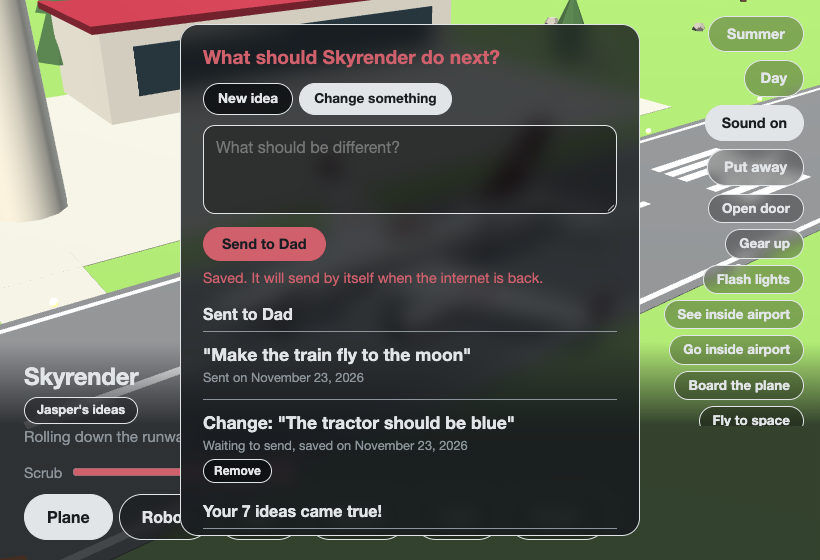 What should Skyrender do next?
New idea
Change something
What should be different?
Send to Dad
Saved. It will send by itself when the internet is back.
Sent to Dad
"Make the train fly to the moon"
Sent on November 23, 2026
Change: "The tractor should be blue"
Waiting to send, saved on November 23, 2026
Remove
Your 7 ideas came true!
Summer
Day
Sound on
Put away
Open door
Gear up
Flash lights
See inside airport
Go inside airport
Board the plane
Fly to space
Skyrender
Jasper's ideas
Rolling down the
Scrub
Plane